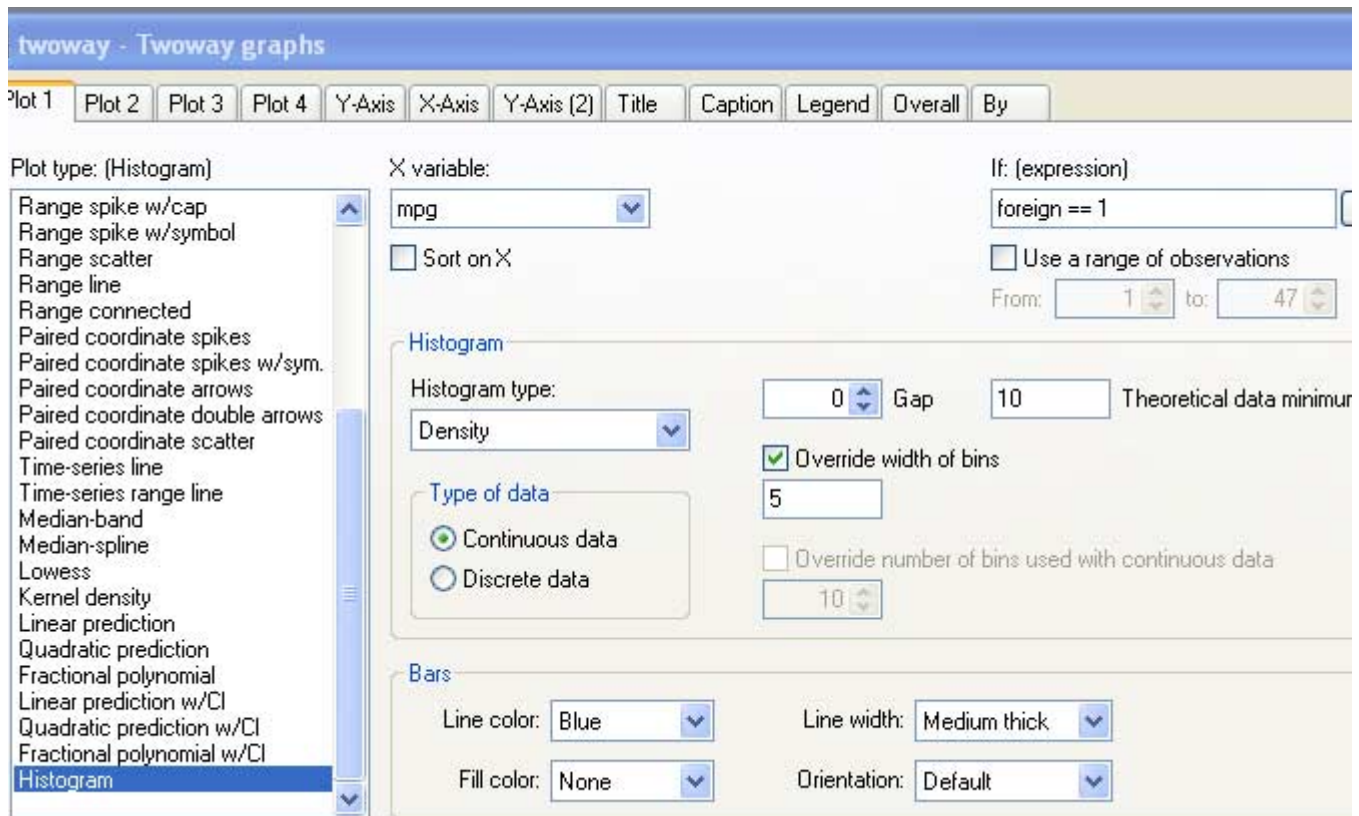 twoway - Twoway graphs
Plot 1 Plot 2 Plot 3 Plot 4 Y-Axis X-Axis Y-Axis (2) Title Caption Legend Overall By
Plot type: (Histogram)
Range spike w/cap
Range spike w/symbol
Range scatter
Range line
Range connected
Paired coordinate spikes
Paired coordinate spikes w/sym.
Paired coordinate arrows
Paired coordinate double arrows
Paired coordinate scatter
Time-series line
Time-series range line
Median-band
Median-spline
Lowess
Kernel density
Linear prediction
Quadratic prediction
Fractional polynomial
Linear prediction w/CI
Quadratic prediction w/CI
Fractional polynomial w/CI
Histogram
X variable:
mpg
Sort on X
If: (expression)
foreign == 1
Use a range of observations
From: 1 to: 47
Histogram
Histogram type:
Density
Type of data
Continuous data
Discrete data
0 Gap
10 Theoretical data minimum
Override width of bins
5
Override number of bins used with continuous data
10
Bars
Line color: Blue
Line width: Medium thick
Fill color: None
Orientation: Default